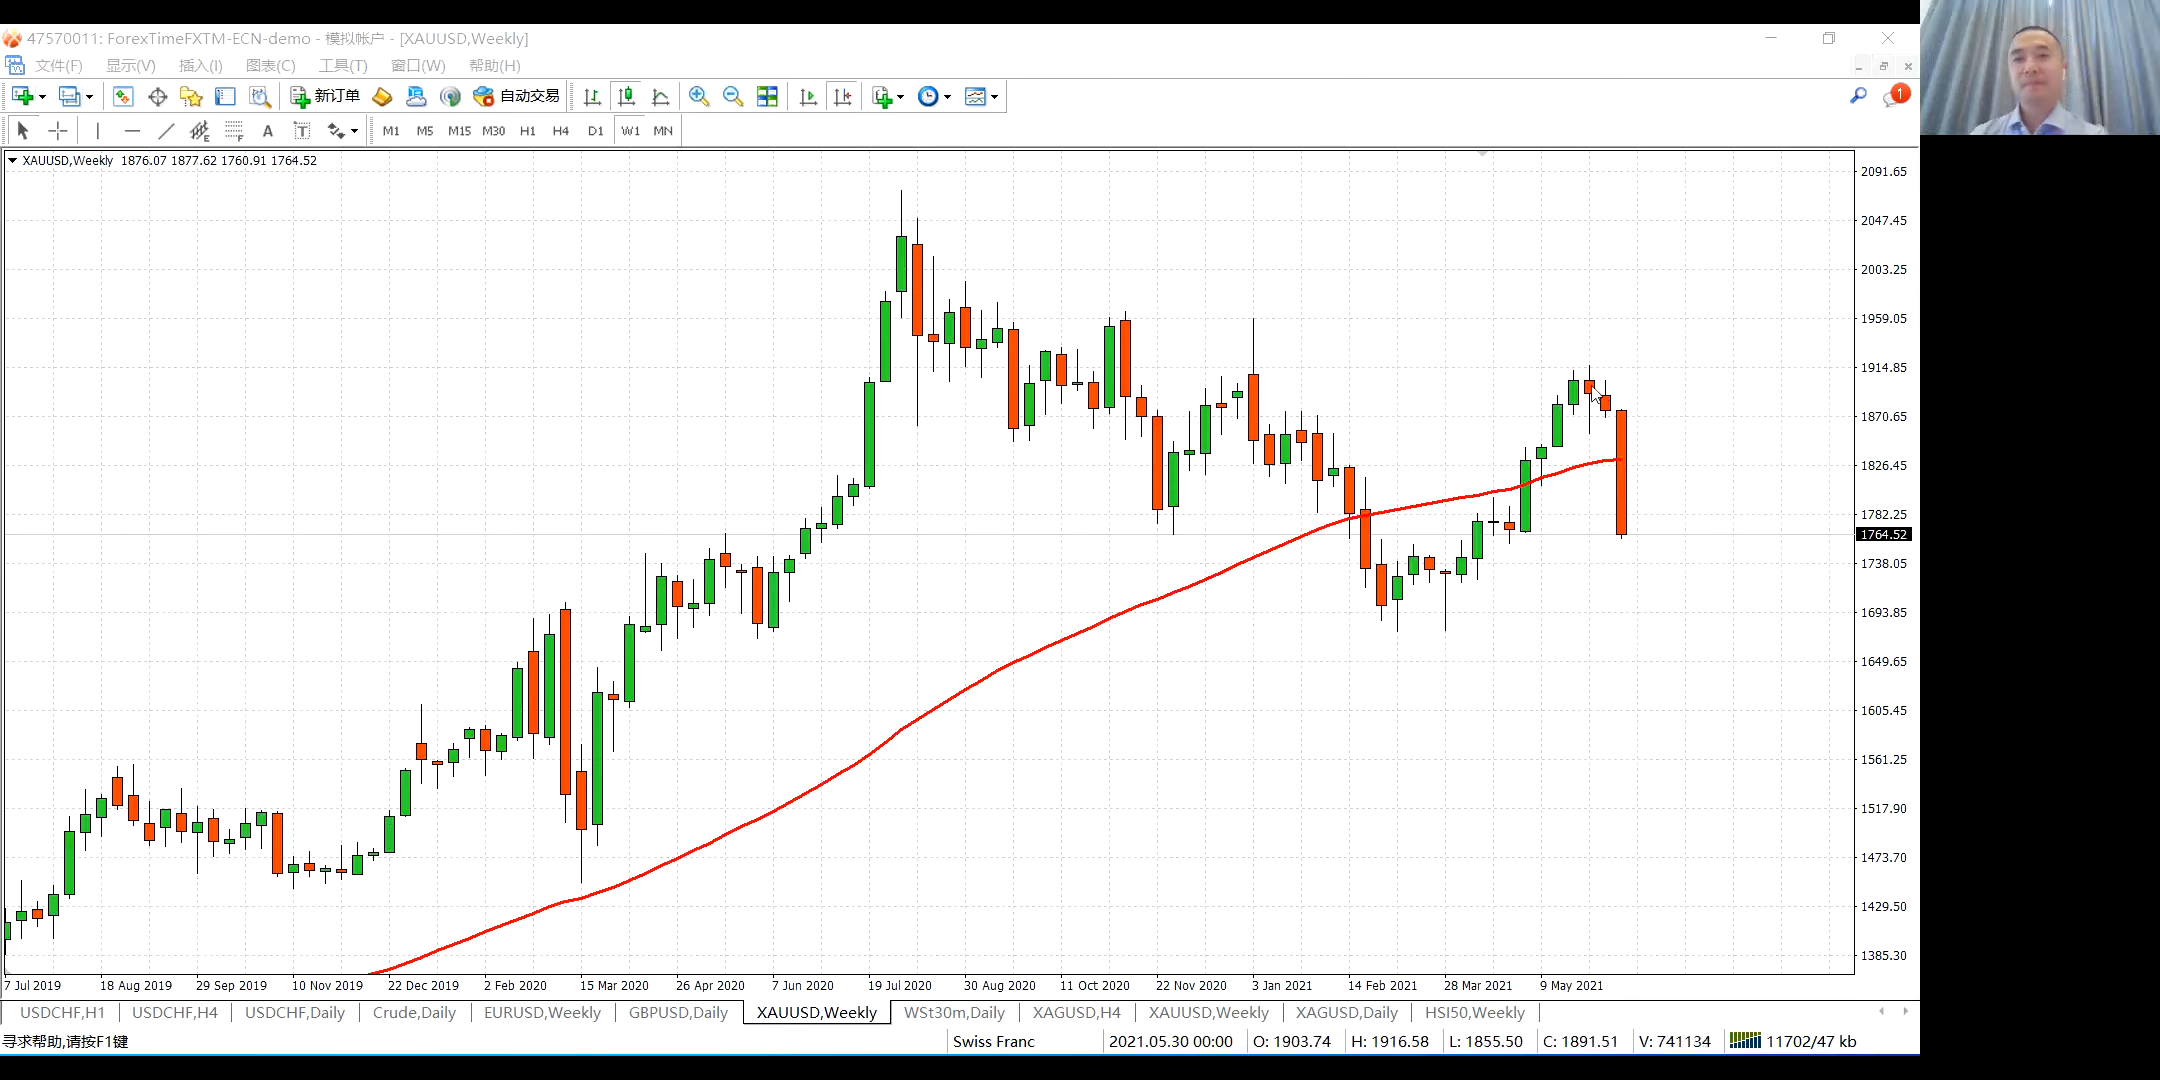 47570011: ForexTimeFXTM-ECN-demo - 模拟帐户 - [XAUUSD,Weekly]
文件(F) 显示(V) 插入(I) 图表(C) 工具(T) 窗口(W) 帮助(H)
新订单 自动交易 1
E F A T M1 M5 M15 M30 H1 H4 D1 W1 MN
XAUUSD,Weekly 1876.07 1877.62 1760.91 1764.52
2091.65
2047.45
2003.25
1959.05
1914.85
1870.65
1826.45
1782.25
1764.52
1738.05
1693.85
1649.65
1605.45
1561.25
1517.90
1473.70
1429.50
1385.30
7 Jul 2019 18 Aug 2019 29 Sep 2019 10 Nov 2019 22 Dec 2019 2 Feb 2020 15 Mar 2020 26 Apr 2020 7 Jun 2020 19 Jul 2020 30 Aug 2020 11 Oct 2020 22 Nov 2020 3 Jan 2021 14 Feb 2021 28 Mar 2021 9 May 2021
USDCHF,H1 USDCHF,H4 USDCHF,Daily Crude,Daily EURUSD,Weekly GBPUSD,Daily XAUUSD,Weekly WSt30m,Daily XAGUSD,H4 XAUUSD,Weekly XAGUSD,Daily HSI50,Weekly
寻求帮助,请按F1键 Swiss Franc 2021.05.30 00:00 O: 1903.74 H: 1916.58 L: 1855.50 C: 1891.51 V: 741134 11702/47 kb